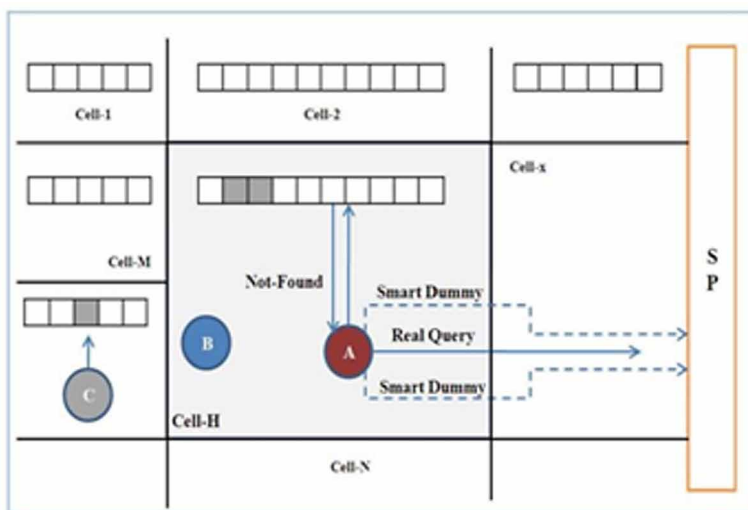 Cell-1
Cell-2
Cell-x
Cell-M
Not-Found
Smart Dummy
S
P
B
A
Real Query
C
Smart Dummy
Cell-H
Cell-N